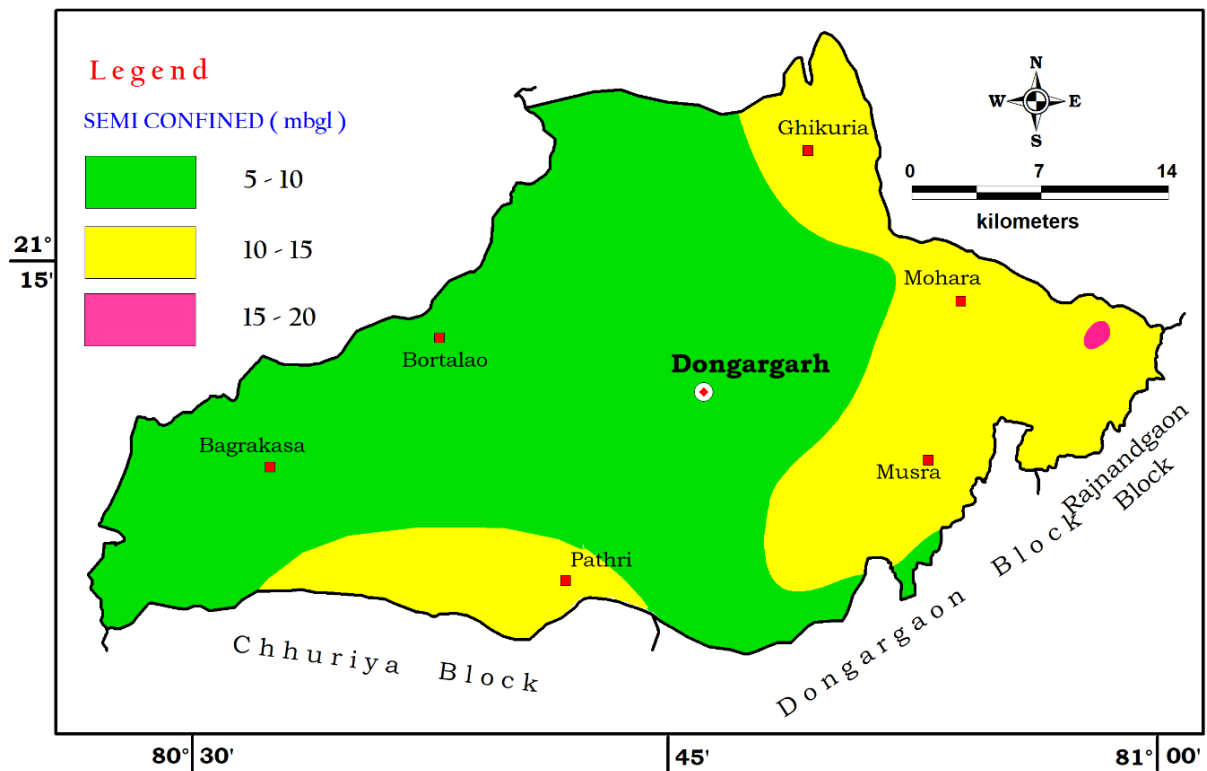 Legend
SEMI CONFINED ( mbgl )
5 - 10
10 - 15
15 - 20
N
W E
S
0 7 14
kilometers
Ghikuria
21°
15'
Mohara
Bortalao
Dongargarh
Bagrakasa
Musra
Rajnandgaon
Block
Pathri
Chhuriya Block
Dongargaon Block
80° 30'
45'
81° 00'